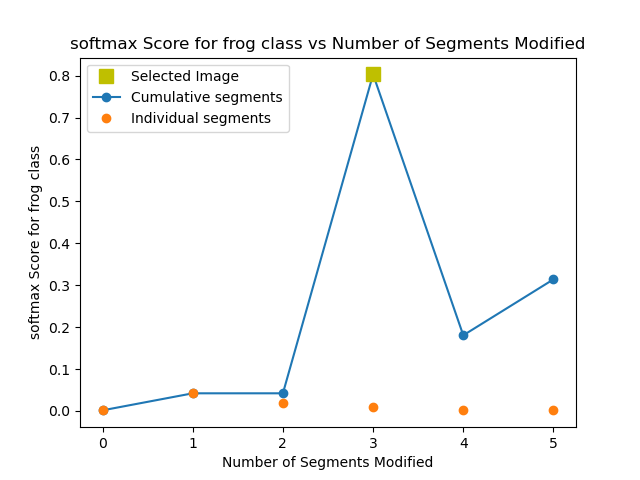 softmax Score for frog class vs Number of Segments Modified
Selected Image
Cumulative segments
Individual segments
softmax Score for frog class
0.8
0.7
0.6
0.5
0.4
0.3
0.2
0.1
0.0
0 1 2 3 4 5
Number of Segments Modified